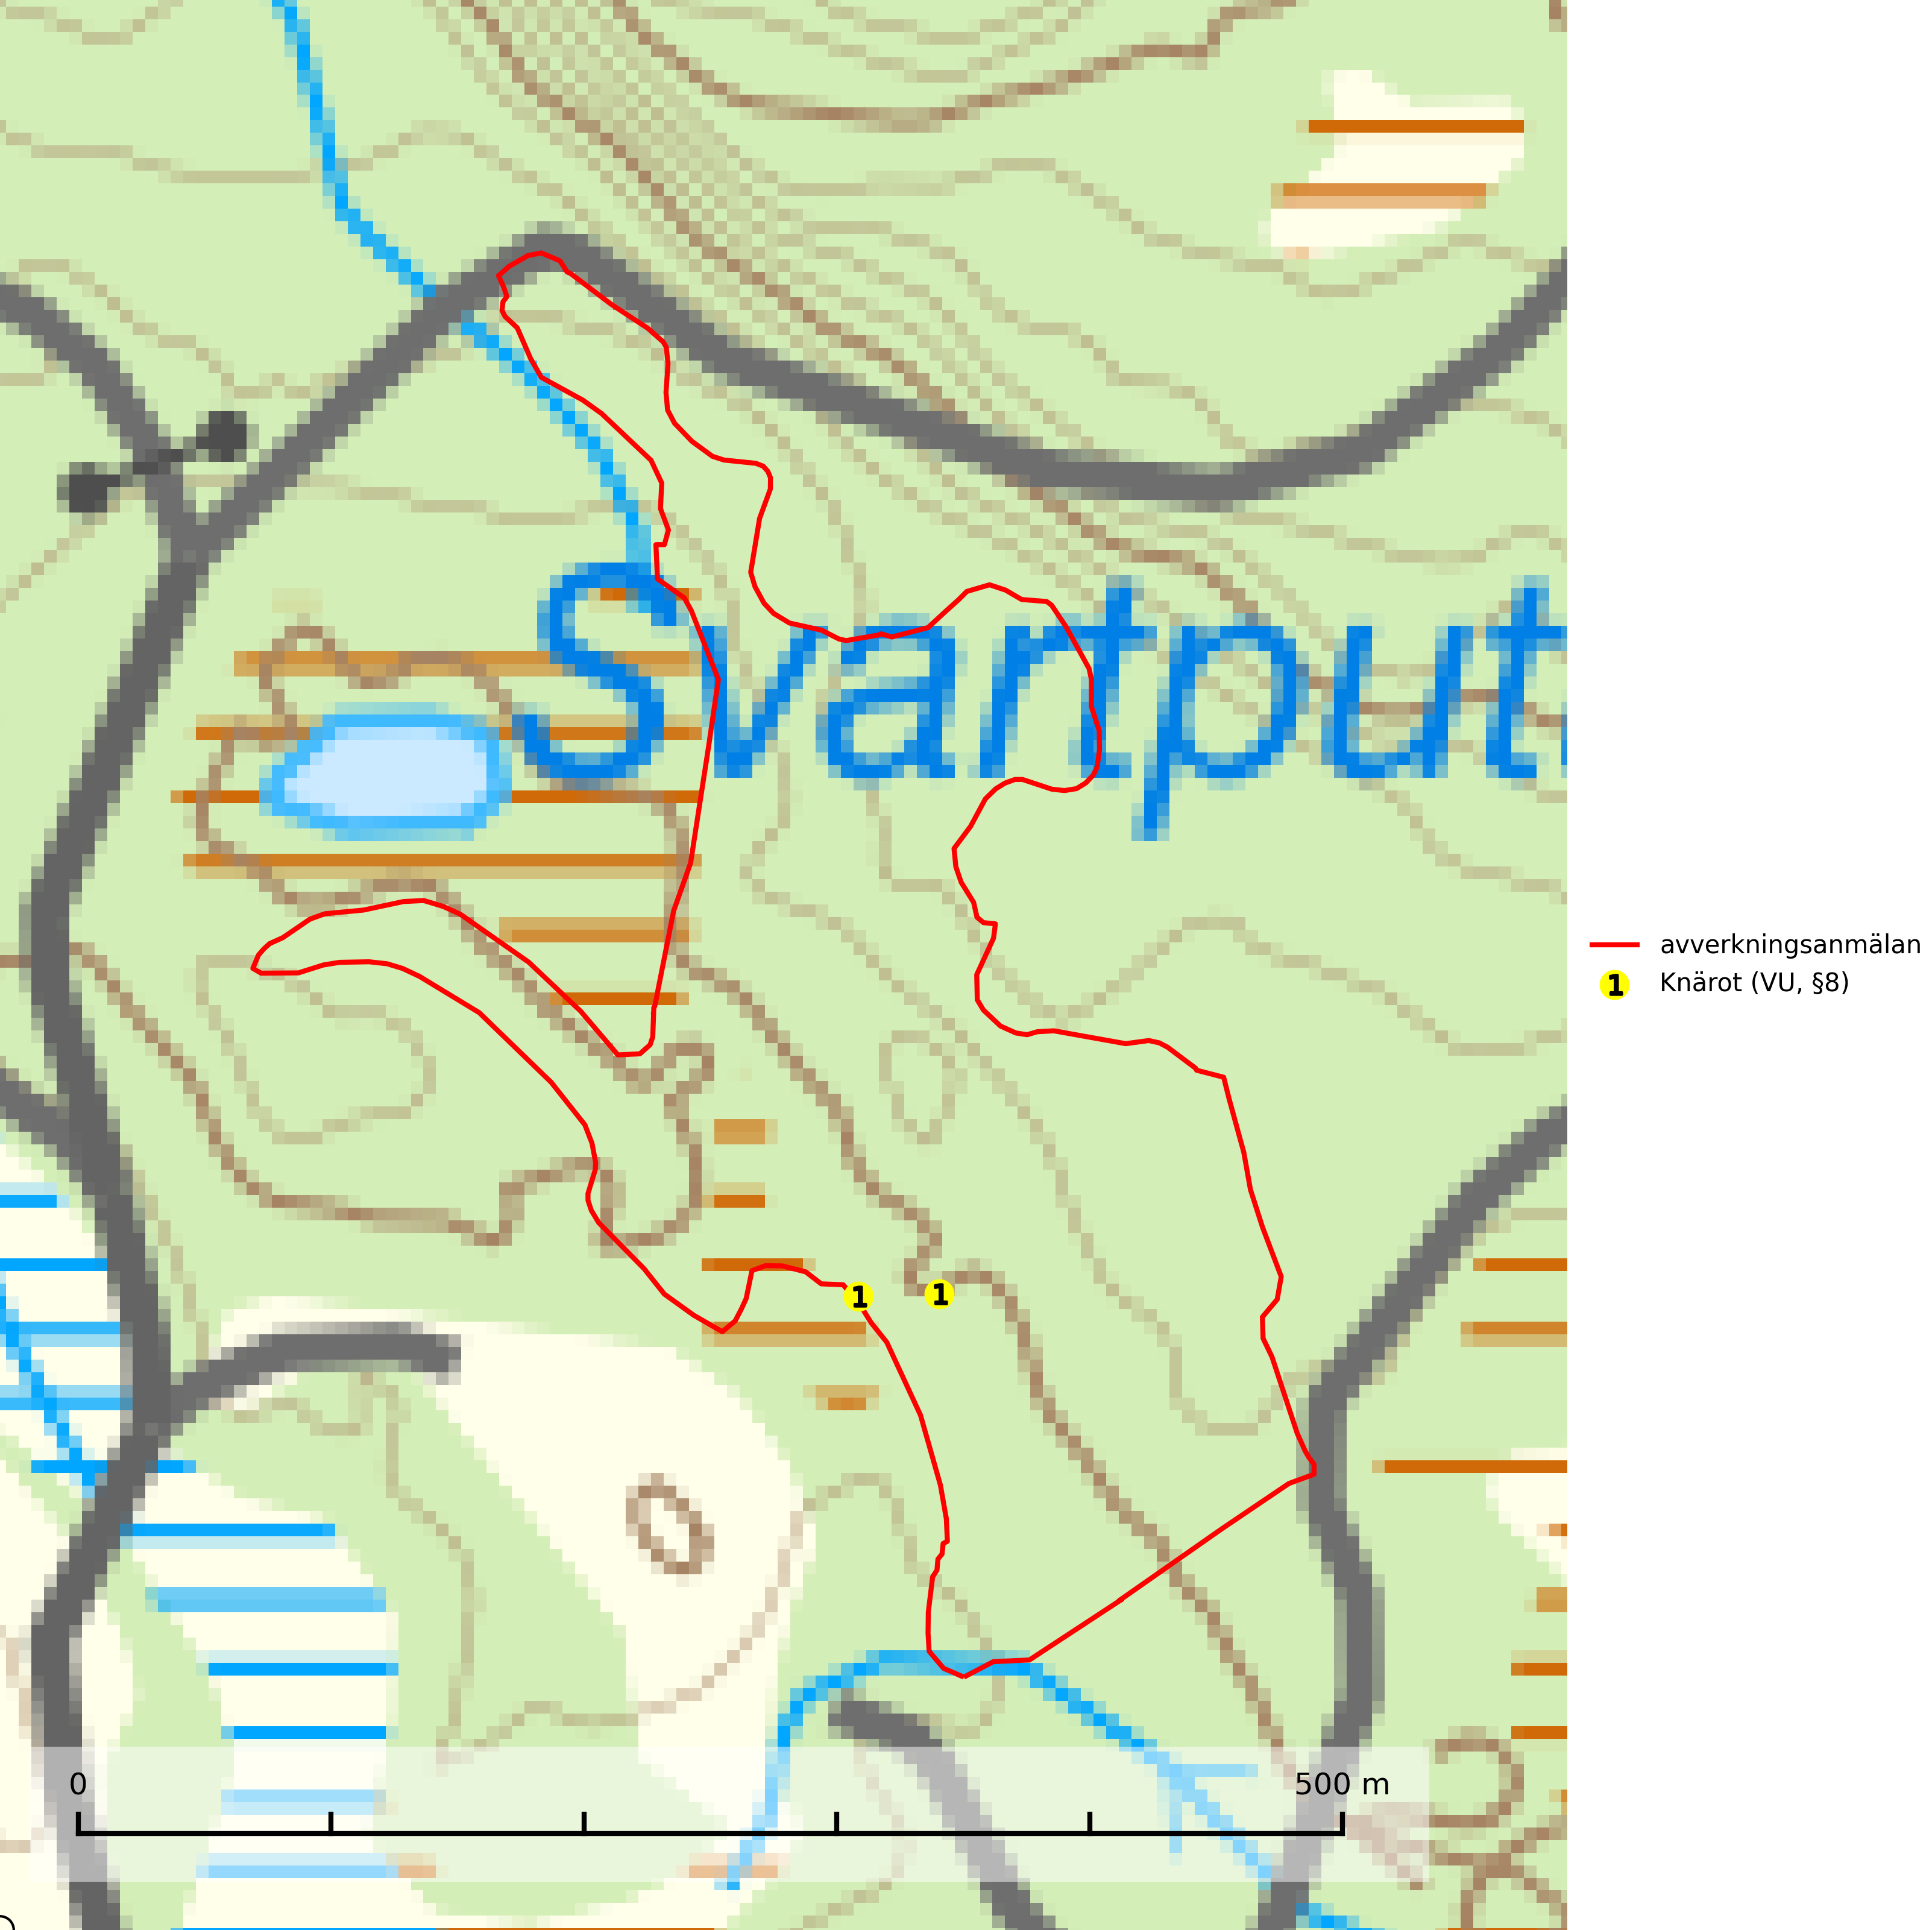 Svartput
1
1
0
500 m
avverkningsanmälan
1 Knärot (VU, §8)